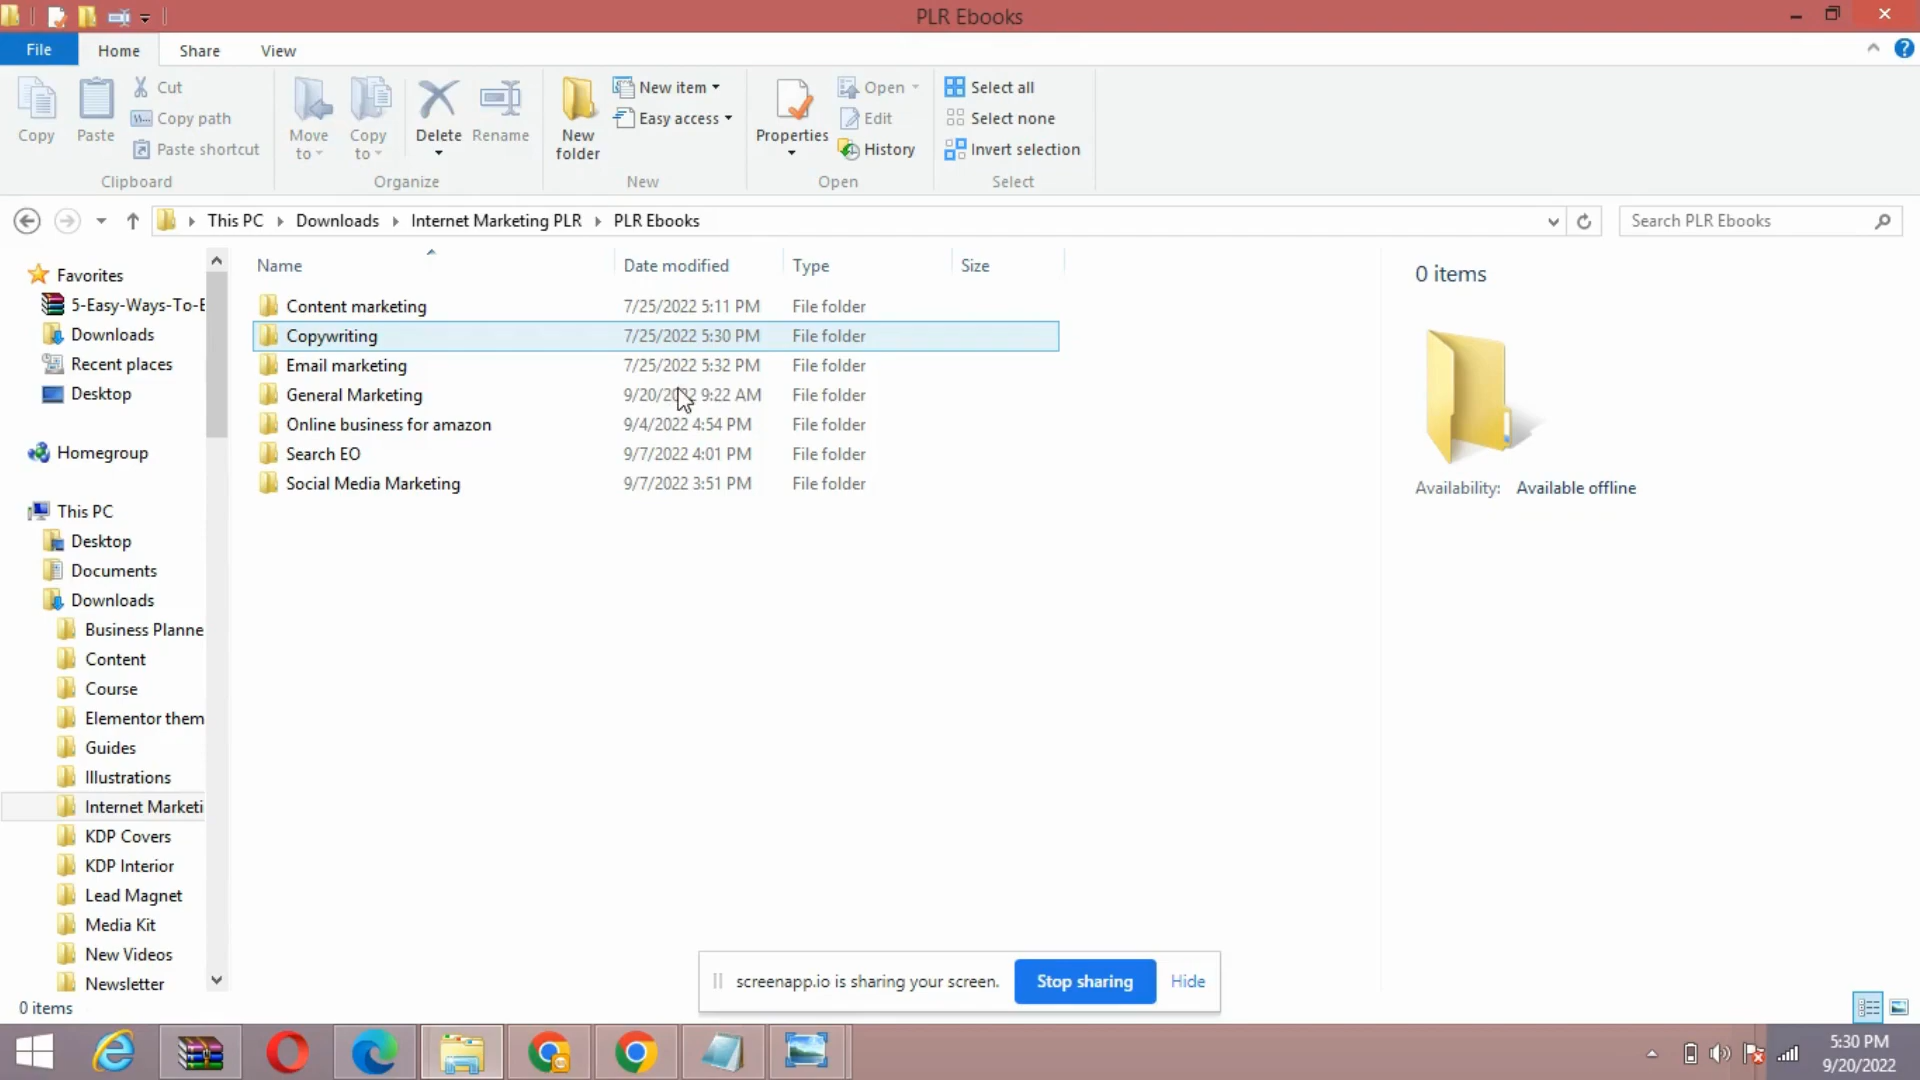 PLR Ebooks
File Home Share View
Copy
Paste
Cut
Copy path
Paste shortcut
Clipboard
Move to
Copy to
Delete
Rename
Organize
New folder
New item
Easy access
New
Properties
Open
Edit
History
Open
Select all
Select none
Invert selection
Select
This PC Downloads Internet Marketing PLR PLR Ebooks
Search PLR Ebooks
Favorites
5-Easy-Ways-To-E
Downloads
Recent places
Desktop
Homegroup
This PC
Desktop
Documents
Downloads
Business Planne
Content
Course
Elementor them
Guides
Illustrations
Internet Marketi
KDP Covers
KDP Interior
Lead Magnet
Media Kit
New Videos
Newsletter
Name Date modified Type Size
Content marketing 7/25/2022 5:11 PM File folder
Copywriting 7/25/2022 5:30 PM File folder
Email marketing 7/25/2022 5:32 PM File folder
General Marketing 9/20/2022 9:22 AM File folder
Online business for amazon 9/4/2022 4:54 PM File folder
Search EO 9/7/2022 4:01 PM File folder
Social Media Marketing 9/7/2022 3:51 PM File folder
0 items
Availability: Available offline
screenapp.io is sharing your screen. Stop sharing Hide
0 items
5:30 PM
9/20/2022